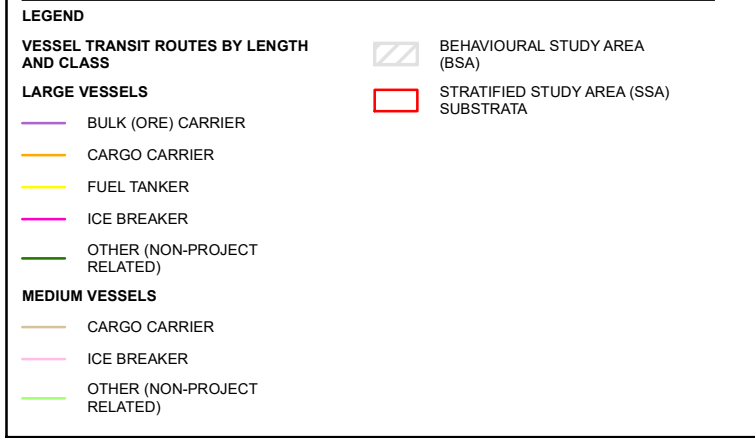 LEGEND
VESSEL TRANSIT ROUTES BY LENGTH
AND CLASS
LARGE VESSELS
BULK (ORE) CARRIER
CARGO CARRIER
FUEL TANKER
ICE BREAKER
OTHER (NON-PROJECT
RELATED)
MEDIUM VESSELS
CARGO CARRIER
ICE BREAKER
OTHER (NON-PROJECT
RELATED)
BEHAVIOURAL STUDY AREA
(BSA)
STRATIFIED STUDY AREA (SSA)
SUBSTRATA